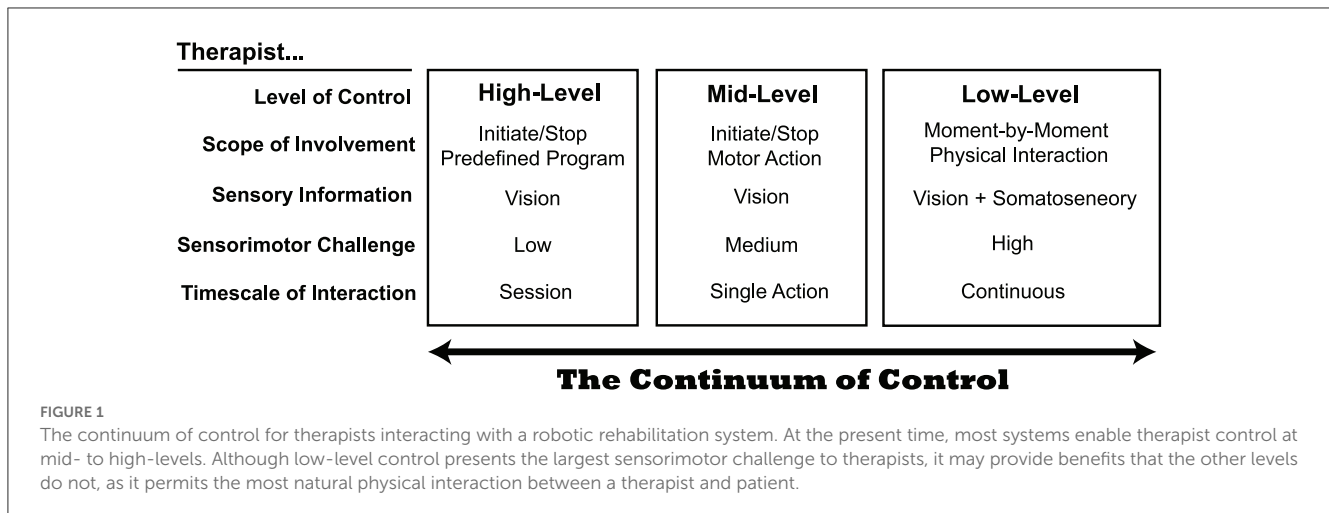 Therapist...
Level of Control High-Level Mid-Level Low-Level
Scope of Involvement Initiate/Stop Predefined Program Initiate/Stop Motor Action Moment-by-Moment Physical Interaction
Sensory Information Vision Vision Vision + Somatoseneory
Sensorimotor Challenge Low Medium High
Timescale of Interaction Session Single Action Continuous
The Continuum of Control
FIGURE 1
The continuum of control for therapists interacting with a robotic rehabilitation system. At the present time, most systems enable therapist control at
mid- to high-levels. Although low-level control presents the largest sensorimotor challenge to therapists, it may provide benefits that the other levels
do not, as it permits the most natural physical interaction between a therapist and patient.